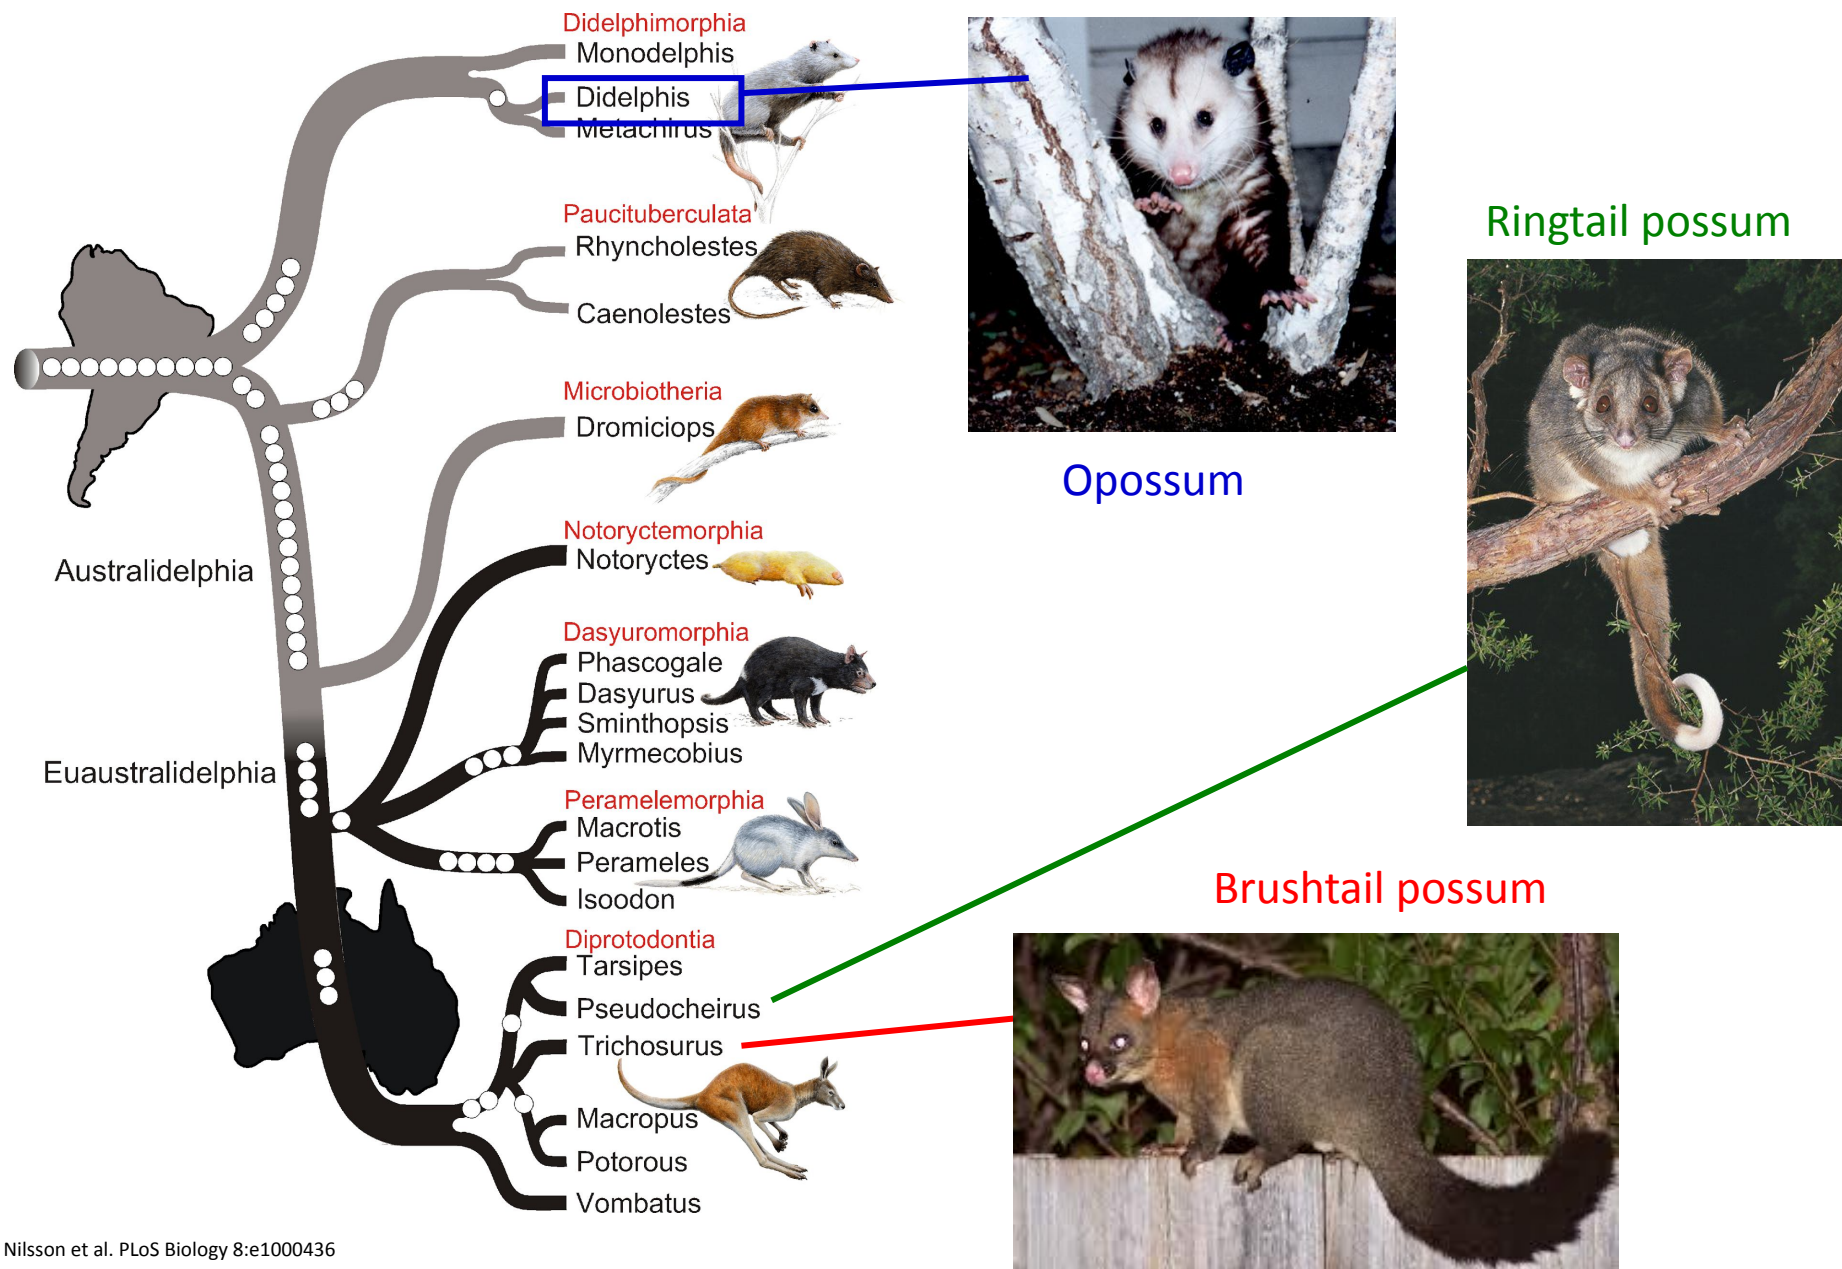 Didelphimorphia
Monodelphis
Didelphis
Metachirus
Paucituberculata
Rhyncholestes
Caenolestes
Microbiotheria
Dromiciops
Notoryctemorphia
Notoryctes
Australidelphia
Dasyuromorphia
Phascogale
Dasyurus
Sminthopsis
Myrmecobius
Euaustralidelphia
Peramelemorphia
Macrotis
Perameles
Isoodon
Diprotodontia
Tarsipes
Pseudocheirus
Trichosurus
Macropus
Potorous
Vombatus
Opossum
Ringtail possum
Brushtail possum
Nilsson et al. PLoS Biology 8:e1000436